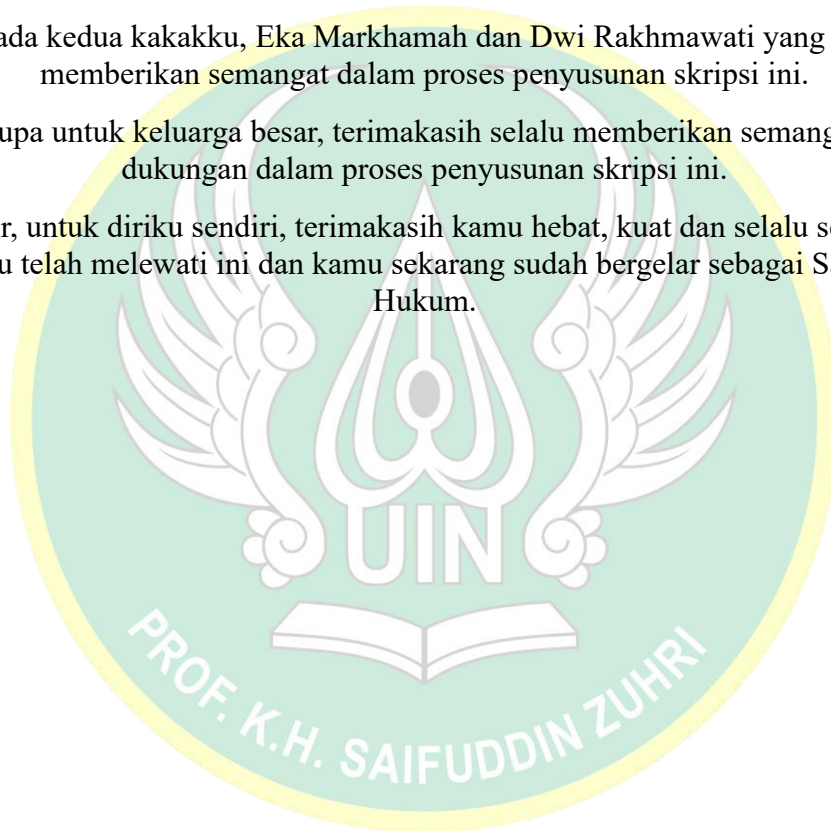 ada kedua kakakku, Eka Markhamah dan Dwi Rakhmawati yang
memberikan semangat dalam proses penyusunan skripsi ini.
upa untuk keluarga besar, terimakasih selalu memberikan semang
dukungan dalam proses penyusunan skripsi ini.
r, untuk diriku sendiri, terimakasih kamu hebat, kuat dan selalu s
u telah melewati ini dan kamu sekarang sudah bergelar sebagai S
Hukum.
UIN
PROF. K.H. SAIFUDDIN ZUHRI